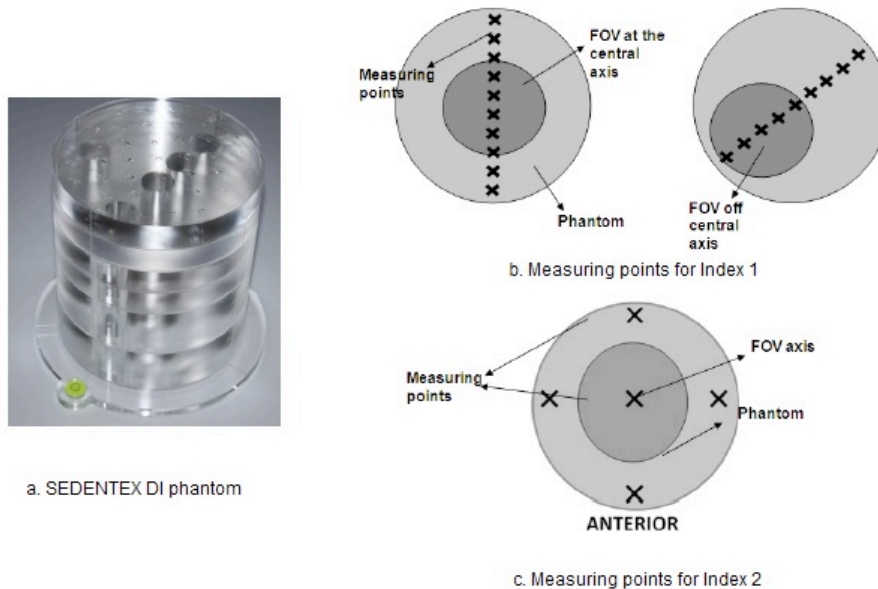 FOV at the
central
axis
Measuring
points
Phantom
FOV off
central
axis
b. Measuring points for Index 1
FOV axis
Measuring
points
Phantom
ANTERIOR
a. SEDENTEX DI phantom
c. Measuring points for Index 2